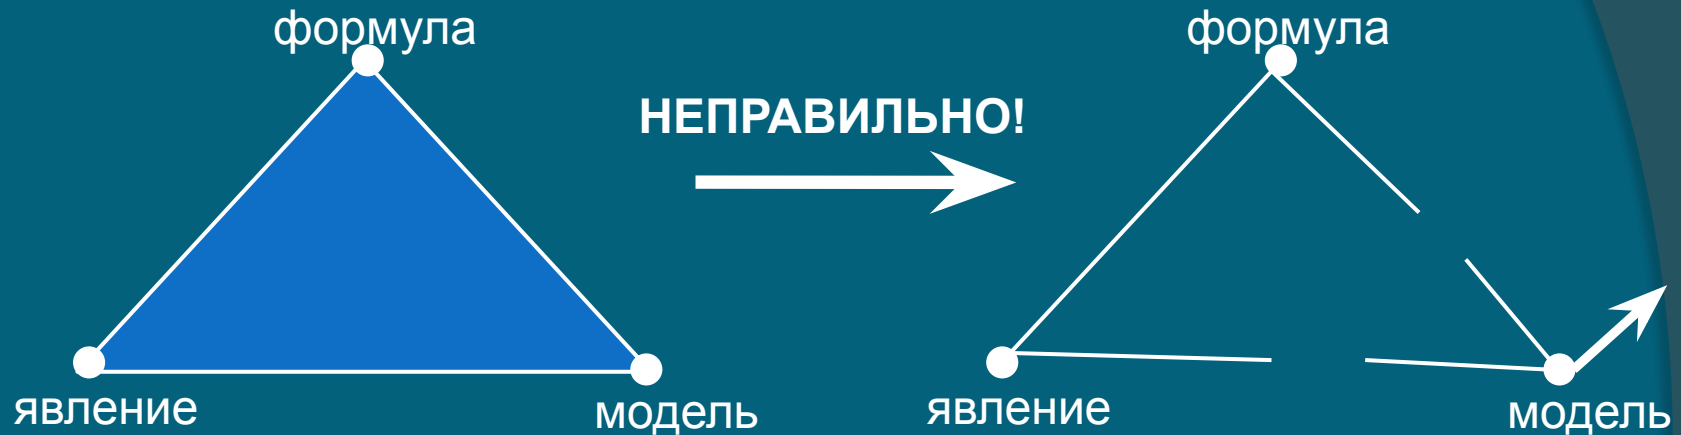 формула
формула
НЕПРАВИЛЬНО!
явление
модель
явление
модель